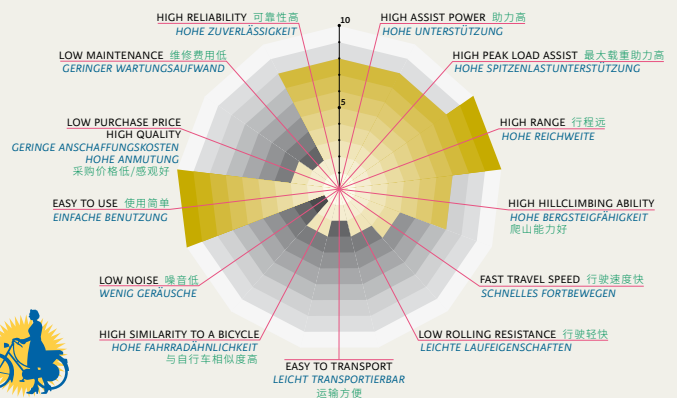 HIGH RELIABILITY 可靠性高
HOHE ZUVERLÄSSIGKEIT
10
HIGH ASSIST POWER 助力高
HOHE UNTERSTÜTZUNG
LOW MAINTENANCE 维修费用低
GERINGER WARTUNGSAUFWAND
HIGH PEAK LOAD ASSIST 最大载重助力高
HOHE SPITZENLASTUNTERSTÜTZUNG
5
LOW PURCHASE PRICE
HIGH QUALITY
GERINGE ANSCHAFFUNGSKOSTEN
HOHE ANMUTUNG
采购价格低/感观好
HIGH RANGE 行程远
HOHE REICHWEITE
EASY TO USE 使用简单
EINFACHE BENUTZUNG
HIGH HILLCLIMBING ABILITY
HOHE BERGSTEIGFÄHIGKEIT
爬山能力好
LOW NOISE 噪音低
WENIG GERÄUSCHE
FAST TRAVEL SPEED 行驶速度快
SCHNELLES FORTBEWEGEN
HIGH SIMILARITY TO A BICYCLE
HOHE FAHRRADÄHNLICHKEIT
与自行车相似度高
LOW ROLLING RESISTANCE 行驶轻快
LEICHTE LAUFEIGENSCHAFTEN
EASY TO TRANSPORT
LEICHT TRANSPORTIERBAR
运输方便